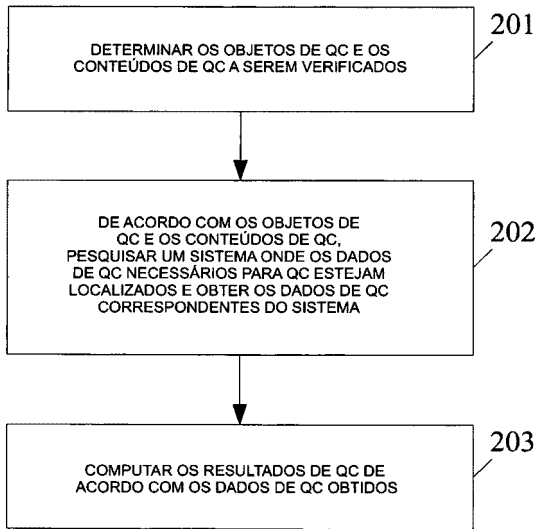 201
DETERMINAR OS OBJETOS DE QC E OS
CONTEÚDOS DE QC A SEREM VERIFICADOS
202
DE ACORDO COM OS OBJETOS DE
QC E OS CONTEÚDOS DE QC,
PESQUISAR UM SISTEMA ONDE OS DADOS
DE QC NECESSÁRIOS PARA QC ESTEJAM
LOCALIZADOS E OBTER OS DADOS DE QC
CORRESPONDENTES DO SISTEMA
203
COMPUTAR OS RESULTADOS DE QC DE
ACORDO COM OS DADOS DE QC OBTIDOS